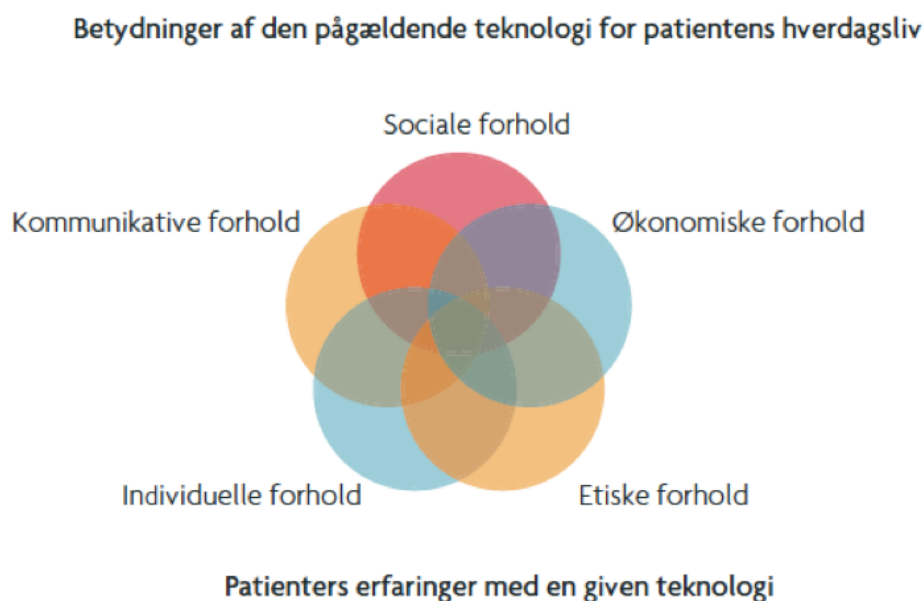 Betydninger af den pågældende teknologi for patientens hverdagsliv
Sociale forhold
Kommunikative forhold
Økonomiske forhold
Individuelle forhold
Etiske forhold
Patienters erfaringer med en given teknologi